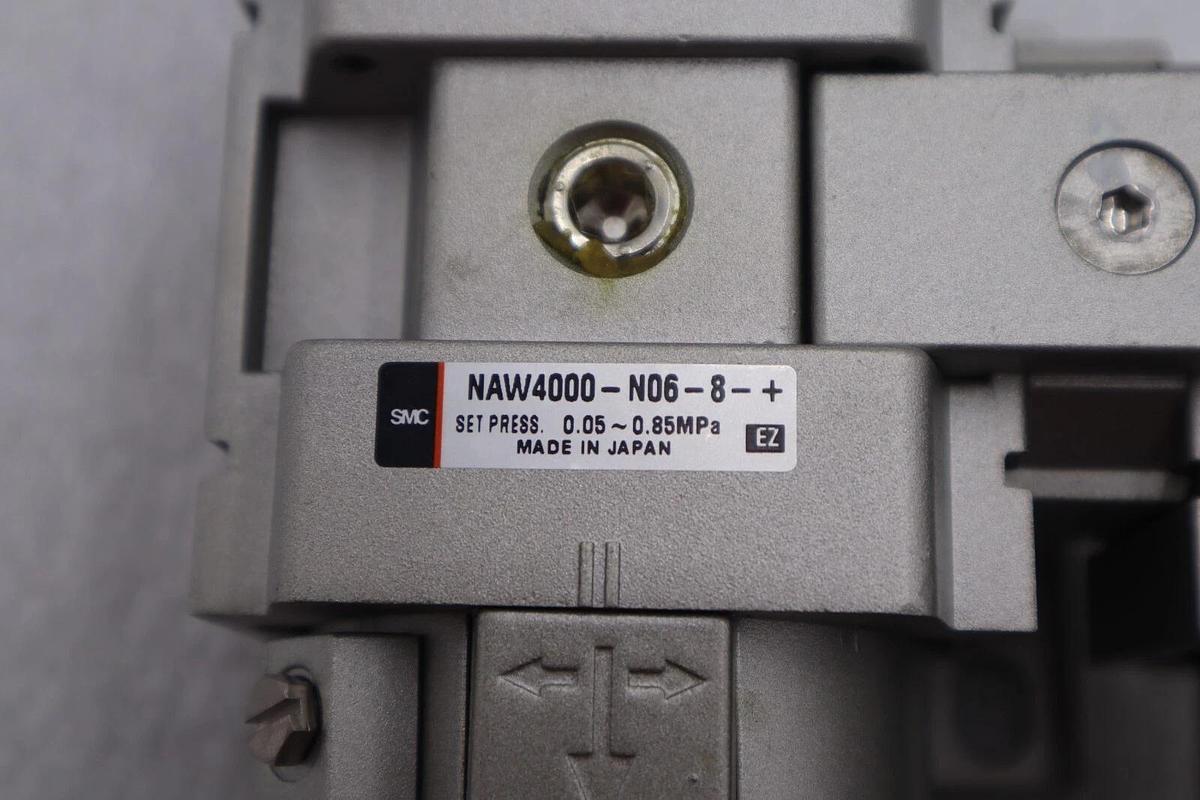 SMC
NAW4000-N06-8-+
SET PRESS. 0.05~0.85MPa
EZ
MADE IN JAPAN